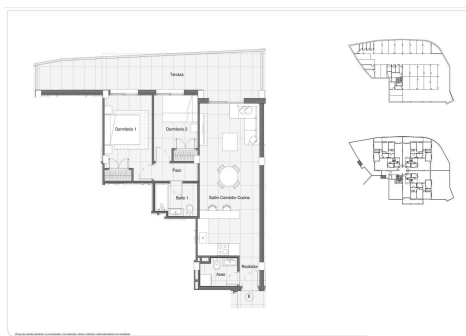 Terraza
Dormitorio 1
Dormitorio 2
Paso
Baño 1
Salón-Comedor-Cocina
Aseo
Recibidor
B